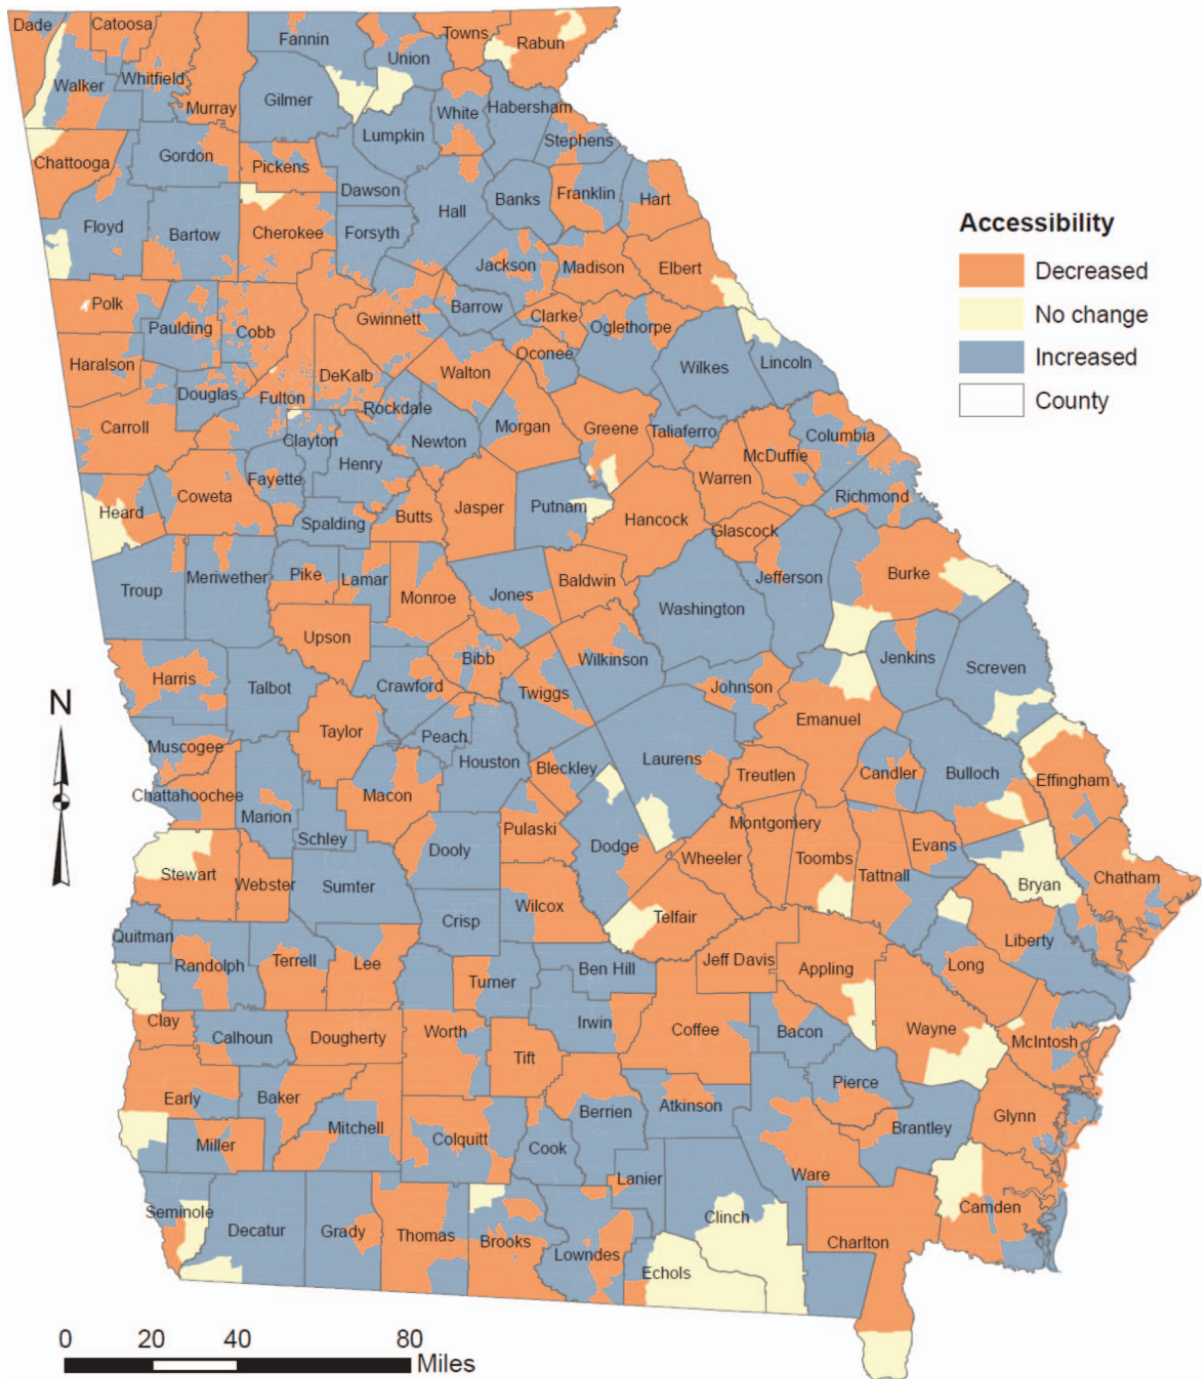 Dade
Catoosa
Fannin
Towns
Rabun
Union
Walker
Whitfield
Murray
Gilmer
White
Habersham
Lumpkin
Stephens
Chattooga
Gordon
Pickens
Dawson
Banks
Franklin
Hart
Hall
Floyd
Bartow
Cherokee
Forsyth
Jackson
Madison
Elbert
Polk
Paulding
Cobb
Gwinnett
Barrow
Clarke
Oglethorpe
Oconee
Wilkes
Lincoln
Haralson
Douglas
Fulton
DeKalb
Walton
Rockdale
Carroll
Clayton
Newton
Morgan
Greene
Taliaferro
McDuffie
Columbia
Henry
Fayette
Coweta
Heard
Warren
Richmond
Spalding
Butts
Jasper
Putnam
Hancock
Glascock
Troup
Meriwether
Pike
Lamar
Monroe
Jones
Baldwin
Jefferson
Burke
Washington
Upson
Bibb
Wilkinson
Jenkins
Screven
Harris
Talbot
Crawford
Twiggs
Johnson
Emanuel
Taylor
Peach
Muscogee
Houston
Bleckley
Laurens
Treutlen
Candler
Bulloch
Effingham
Chattahoochee
Marion
Macon
Schley
Pulaski
Montgomery
Dooly
Dodge
Wheeler
Toombs
Evans
Tattnall
Stewart
Webster
Sumter
Bryan
Chatham
Crisp
Wilcox
Telfair
Quitman
Randolph
Terrell
Lee
Turner
Ben Hill
Jeff Davis
Appling
Long
Liberty
Clay
Calhoun
Dougherty
Worth
Irwin
Coffee
Bacon
Wayne
McIntosh
Tift
Early
Baker
Berrien
Atkinson
Pierce
Glynn
Miller
Mitchell
Colquitt
Cook
Brantley
Lanier
Ware
Seminole
Decatur
Grady
Thomas
Brooks
Lowndes
Clinch
Echols
Charlton
Camden
Accessibility
Decreased
No change
Increased
County
N
0 20 40 80
Miles